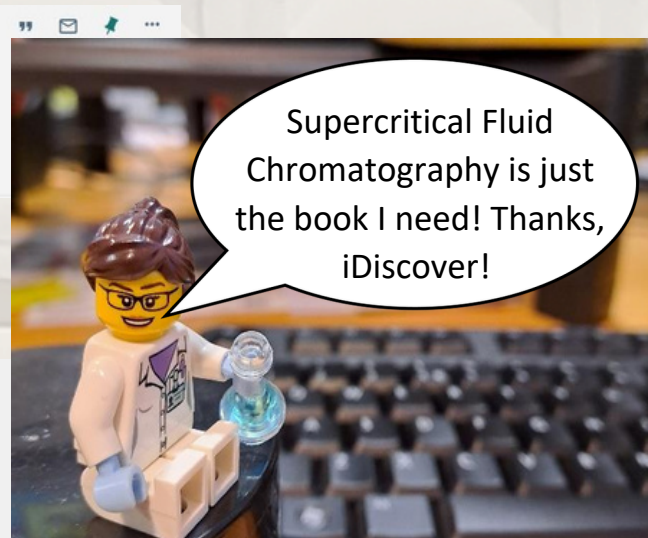 Supercritical Fluid
Chromatography is just
the book I need! Thanks,
iDiscover!